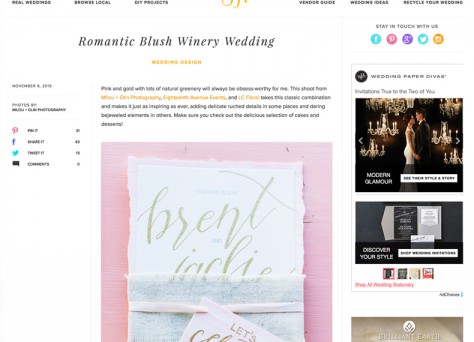 REAL WEDDINGS BROWSE LOCAL DIY PROJECTS VENDOR GUIDE WEDDING IDEAS RECYCLE YOUR WEDDING
Romantic Blush Winery Wedding
WEDDING DESIGN
NOVEMBER 9, 2015
PHOTOS BY:
MILOU + OLIN PHOTOGRAPHY
PIN IT 31
SHARE IT 43
TWEET IT 15
COMMENTS 0
Pink and gold with lots of natural greenery will always be obsess-worthy for me. This shoot from
Milou + Olin Photography, Eighteenth Avenue Events, and LC Floral takes this classic combination
and makes it just as inspiring as ever, adding delicate ruched details in some places and daring
bejeweled elements in others. Make sure you check out the delicious selection of cakes and
desserts!
brent
AND
jackie
LET'S
STAY IN TOUCH WITH US
WEDDING PAPER DIVAS
Invitations True to the Two of You
MODERN
GLAMOUR
SEE THEIR STYLE & STORY
DISCOVER
YOUR STYLE
SHOP WEDDING INVITATIONS
Shop All Wedding Stationery
AdChoices
BRILLIANT EARTH